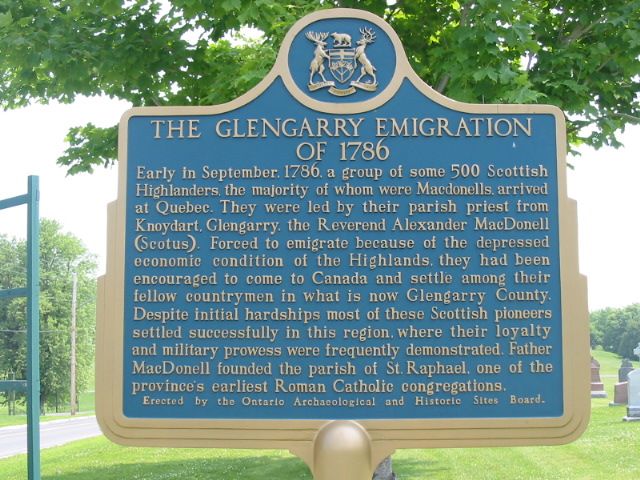 THE GLENGARRY EMIGRATION
OF 1786
Early in September, 1786, a group of some 500 Scottish
Highlanders, the majority of whom were Macdonells, arrived
at Quebec. They were led by their parish priest from
Knoydart, Glengarry, the Reverend Alexander MacDonell
(Scotus). Forced to emigrate because of the depressed
economic condition of the Highlands, they had been
encouraged to come to Canada and settle among their
fellow countrymen in what is now Glengarry County.
Despite initial hardships most of these Scottish pioneers
settled successfully in this region, where their loyalty
and military prowess were frequently demonstrated. Father
MacDonell founded the parish of St. Raphael, one of the
province's earliest Roman Catholic congregations.
Erected by the Ontario Archaeological and Historic Sites Board.